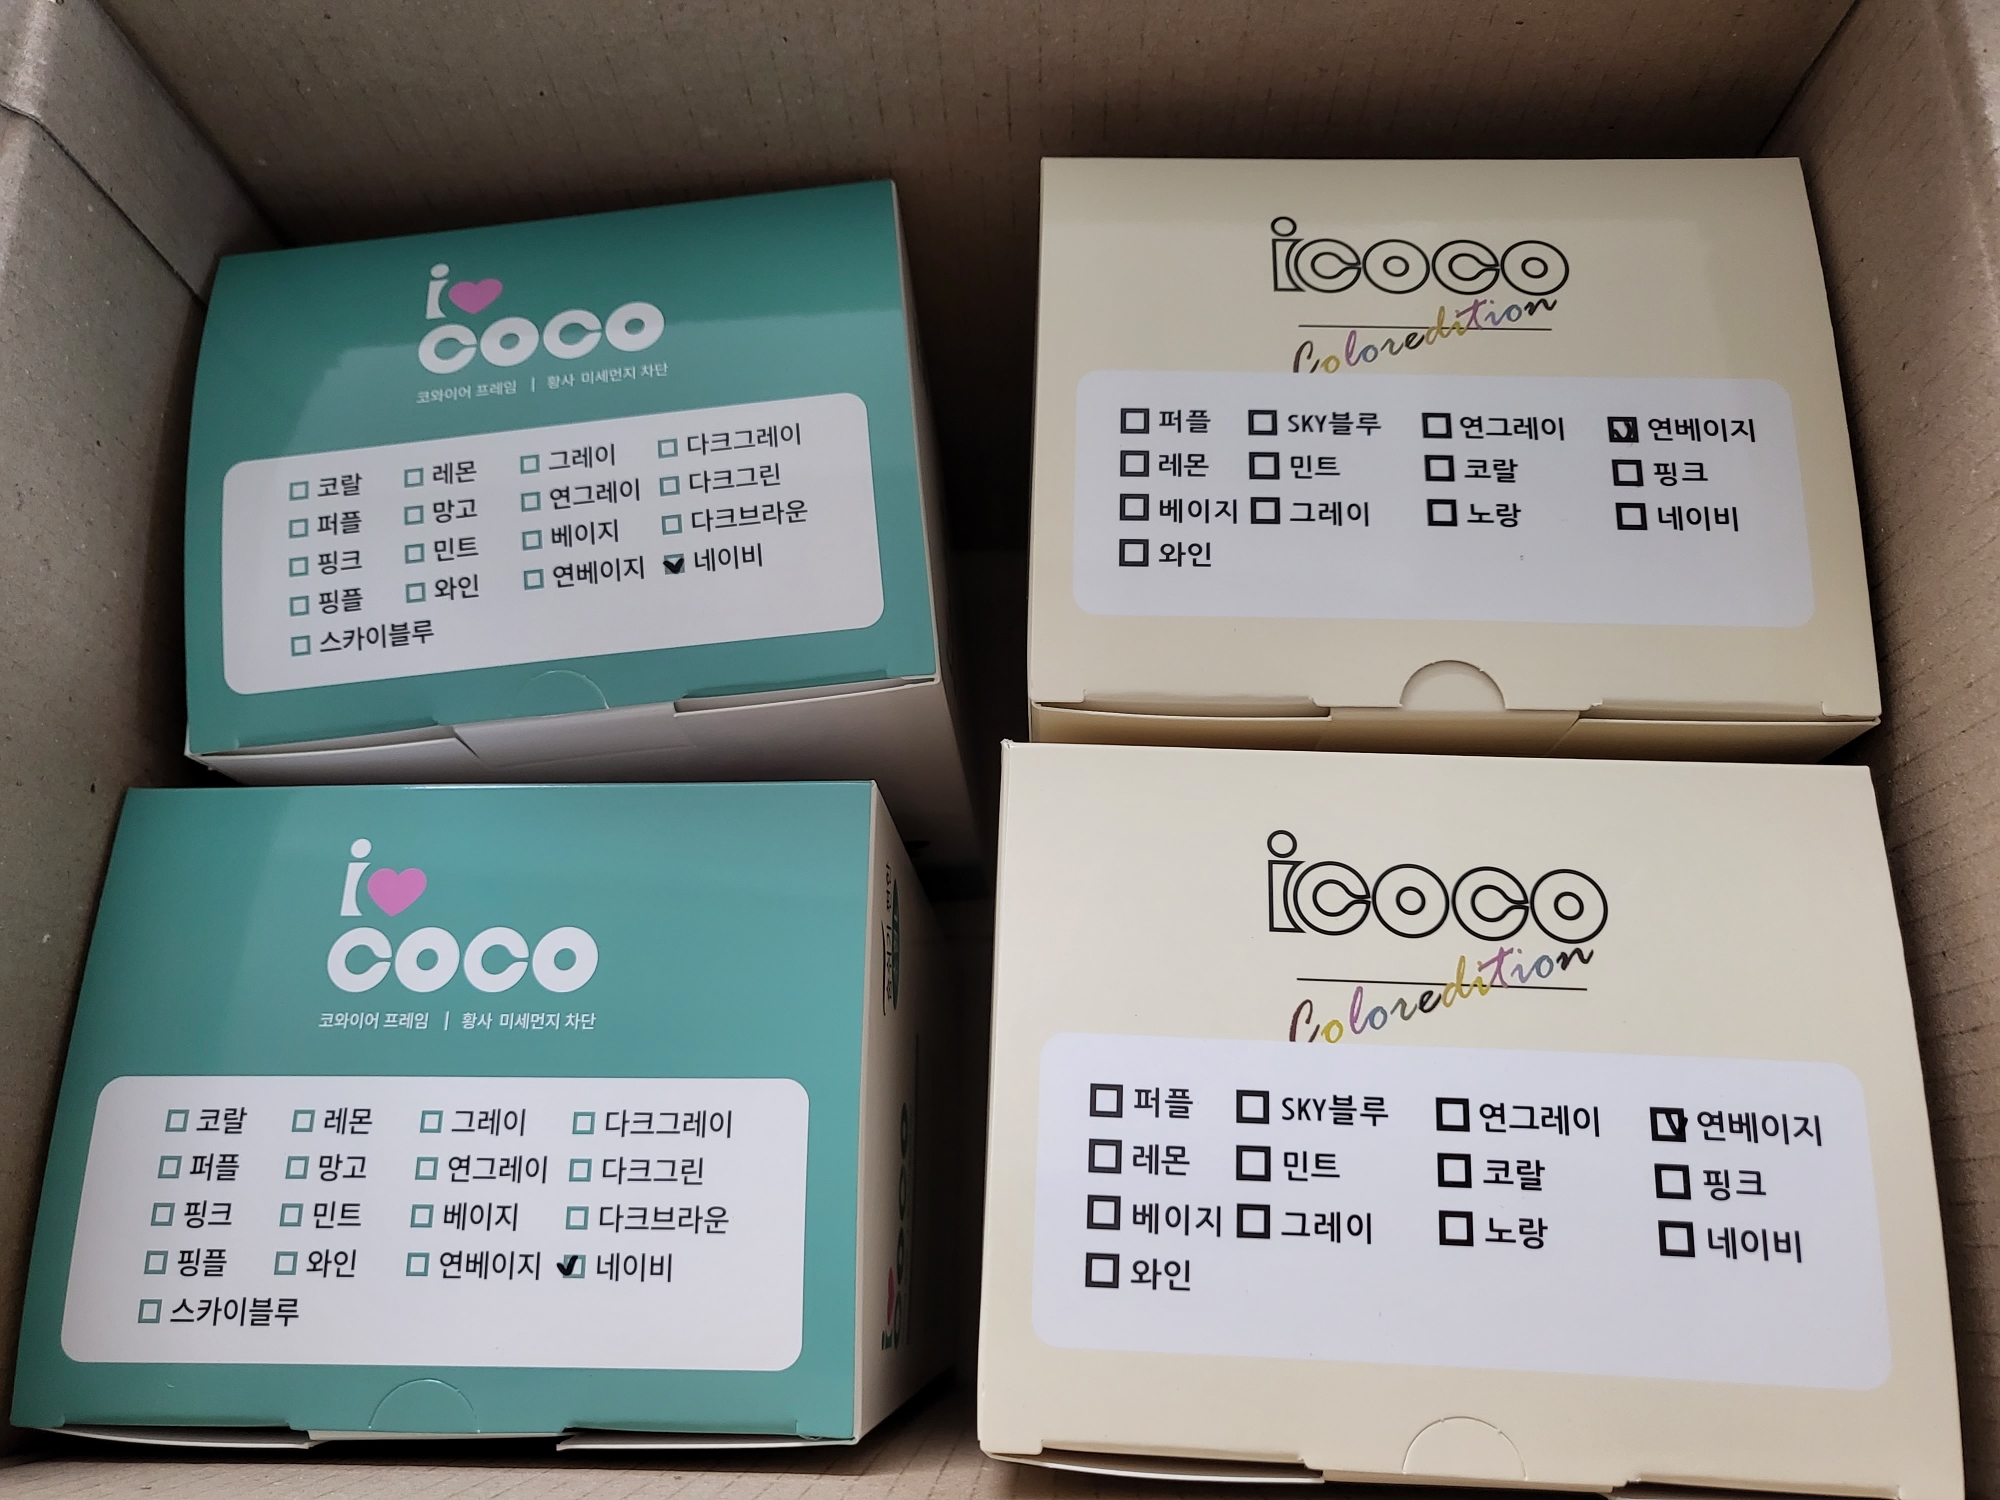 i
coco
코와이어 프레임 | 황사 미세먼지 차단
코랄 레몬 그레이 다크그레이
퍼플 망고 연그레이 다크그린
핑크 민트 베이지 다크브라운
핑플 와인 연베이지 네이비
스카이블루
icoco
Coloredition
퍼플 SKY블루 연그레이 연베이지
레몬 민트 코랄 핑크
베이지 그레이 노랑 네이비
와인
i
coco
코와이어 프레임 | 황사 미세먼지 차단
코랄 레몬 그레이 다크그레이
퍼플 망고 연그레이 다크그린
핑크 민트 베이지 다크브라운
핑플 와인 연베이지 네이비
스카이블루
icoco
Coloredition
퍼플 SKY블루 연그레이 연베이지
레몬 민트 코랄 핑크
베이지 그레이 노랑 네이비
와인
i
coco